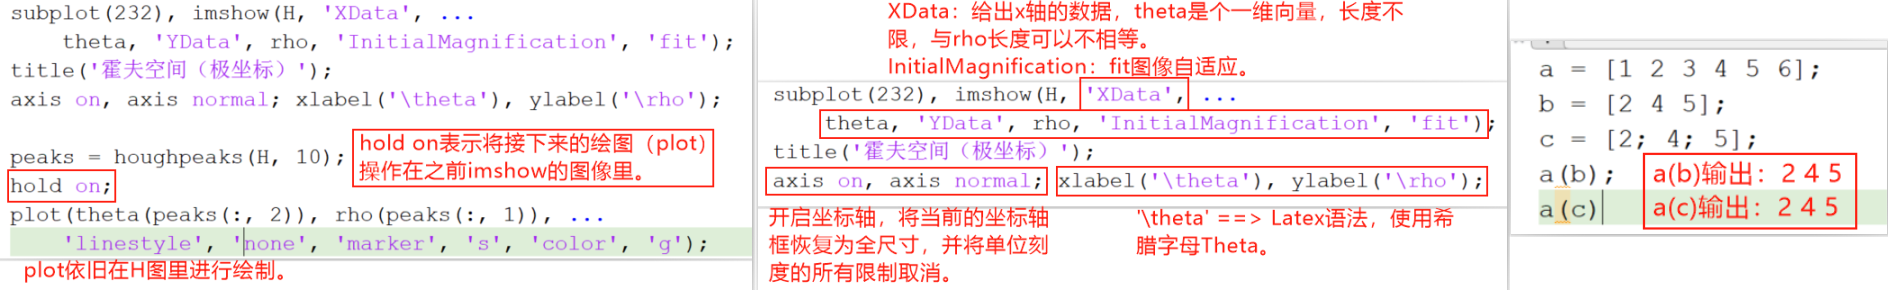 subplot(232), imshow(H, 'XData', ...
theta, 'YData', rho, 'InitialMagnification', 'fit');
title('霍夫空间（极坐标）');
axis on, axis normal; xlabel('\theta'), ylabel('\rho');
peaks = houghpeaks(H, 10);
hold on表示将接下来的绘图（plot）
操作在之前imshow的图像里。
hold on;
plot(theta(peaks(:, 2)), rho(peaks(:, 1)), ...
'linestyle', 'none', 'marker', 's', 'color', 'g');
plot依旧在H图里进行绘制。
XData：给出x轴的数据，theta是个一维向量，长度不
限，与rho长度可以不相等。
InitialMagnification：fit图像自适应。
subplot(232), imshow(H, 'XData', ...
theta, 'YData', rho, 'InitialMagnification', 'fit');
title('霍夫空间（极坐标）');
axis on, axis normal; xlabel('\theta'), ylabel('\rho');
开启坐标轴，将当前的坐标轴
框恢复为全尺寸，并将单位刻
度的所有限制取消。
'\theta' ==> Latex语法，使用希
腊字母Theta。
a = [1 2 3 4 5 6];
b = [2 4 5];
c = [2; 4; 5];
a(b);
a(c)
a(b)输出：2 4 5
a(c)输出：2 4 5